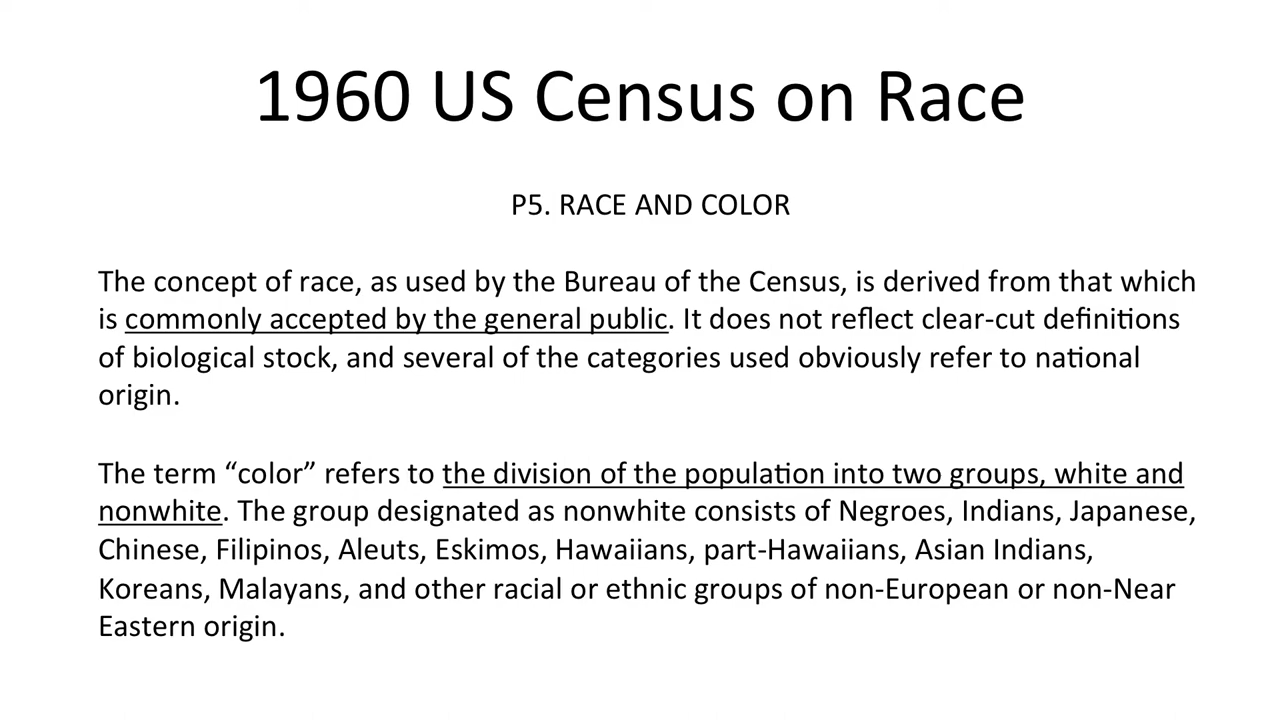 1960 US Census on Race
P5. RACE AND COLOR
The concept of race, as used by the Bureau of the Census, is derived from that which
is commonly accepted by the general public. It does not reflect clear-cut definitions
of biological stock, and several of the categories used obviously refer to national
origin.
The term “color” refers to the division of the population into two groups, white and
nonwhite. The group designated as nonwhite consists of Negroes, Indians, Japanese,
Chinese, Filipinos, Aleuts, Eskimos, Hawaiians, part-Hawaiians, Asian Indians,
Koreans, Malayans, and other racial or ethnic groups of non-European or non-Near
Eastern origin.